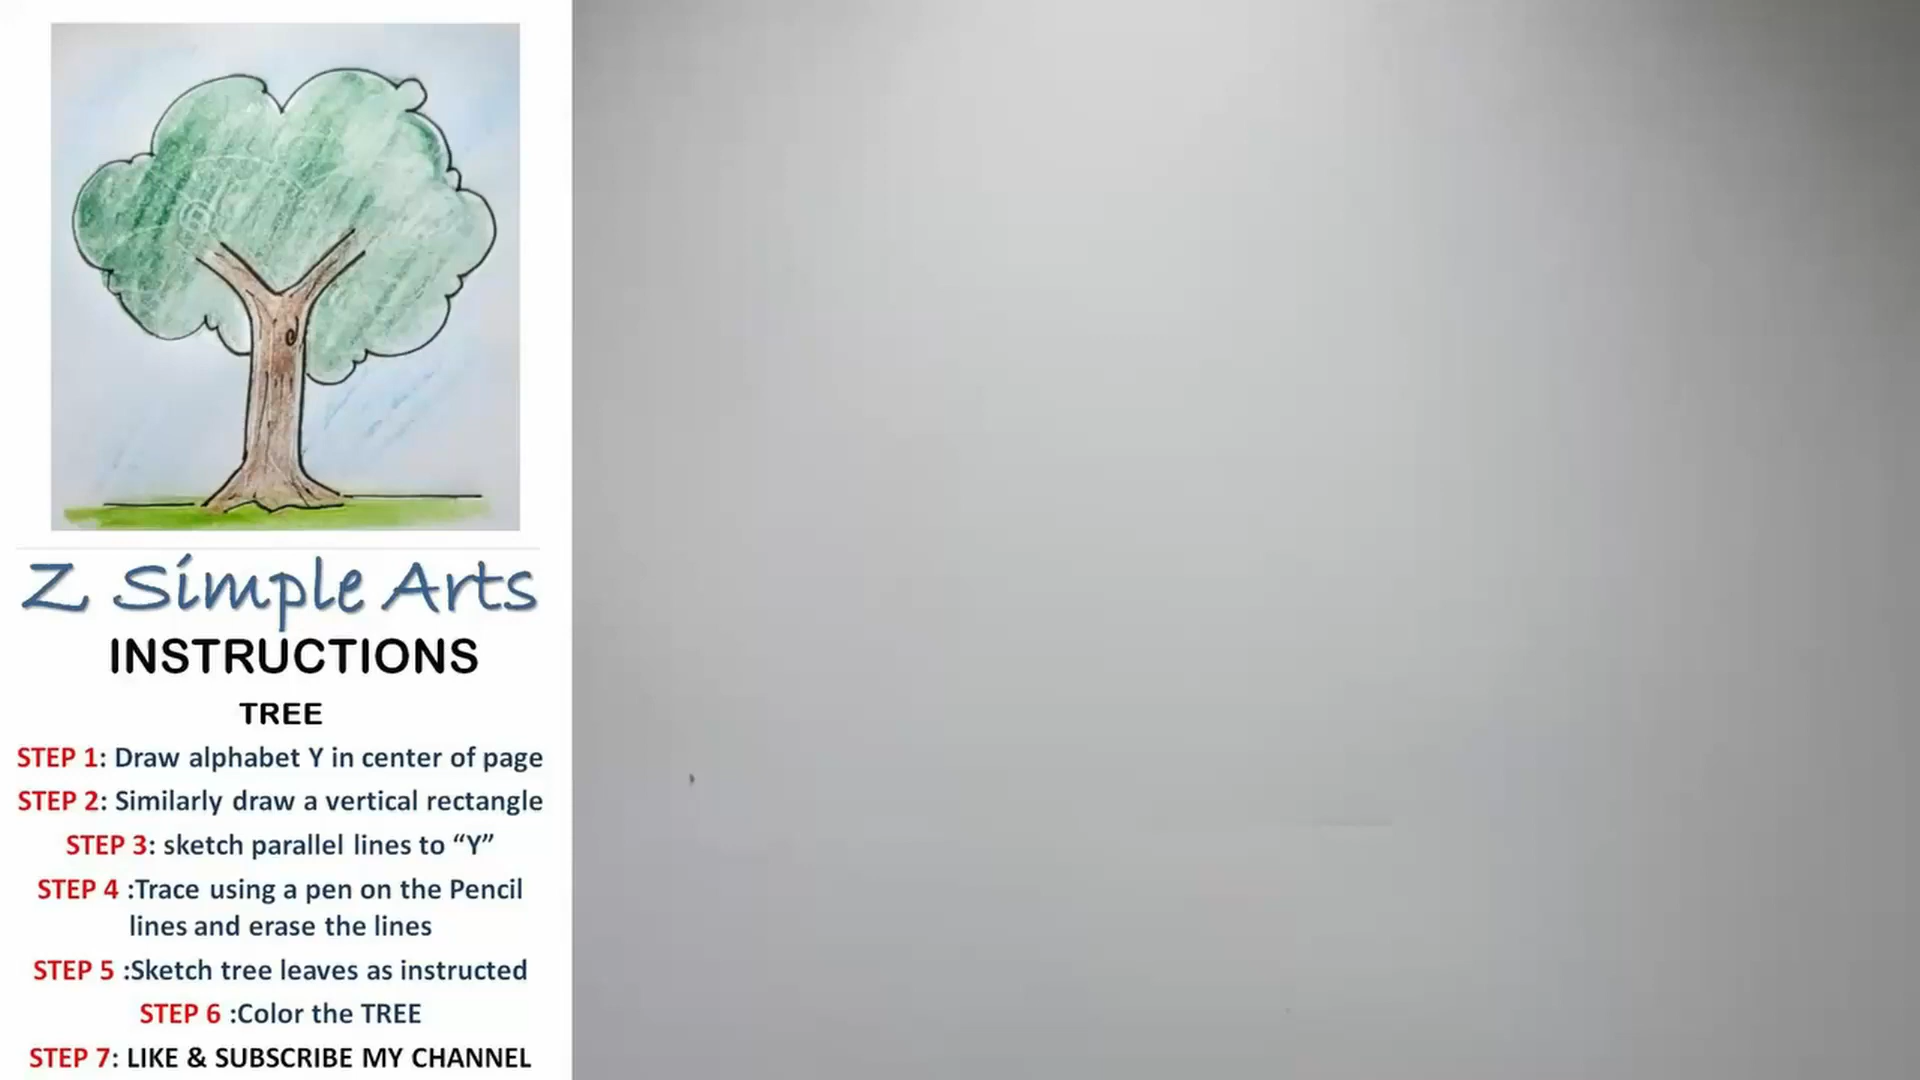 Z Simple Arts
INSTRUCTIONS
TREE
STEP 1: Draw alphabet Y in center of page
STEP 2: Similarly draw a vertical rectangle
STEP 3: sketch parallel lines to “Y”
STEP 4 :Trace using a pen on the Pencil
lines and erase the lines
STEP 5 :Sketch tree leaves as instructed
STEP 6 :Color the TREE
STEP 7: LIKE & SUBSCRIBE MY CHANNEL